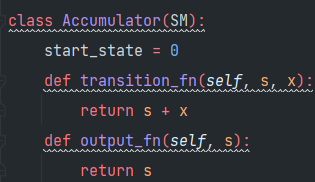 class Accumulator(SM):
    start_state = 0
    def transition_fn(self, s, x):
        return s + x
    def output_fn(self, s):
        return s